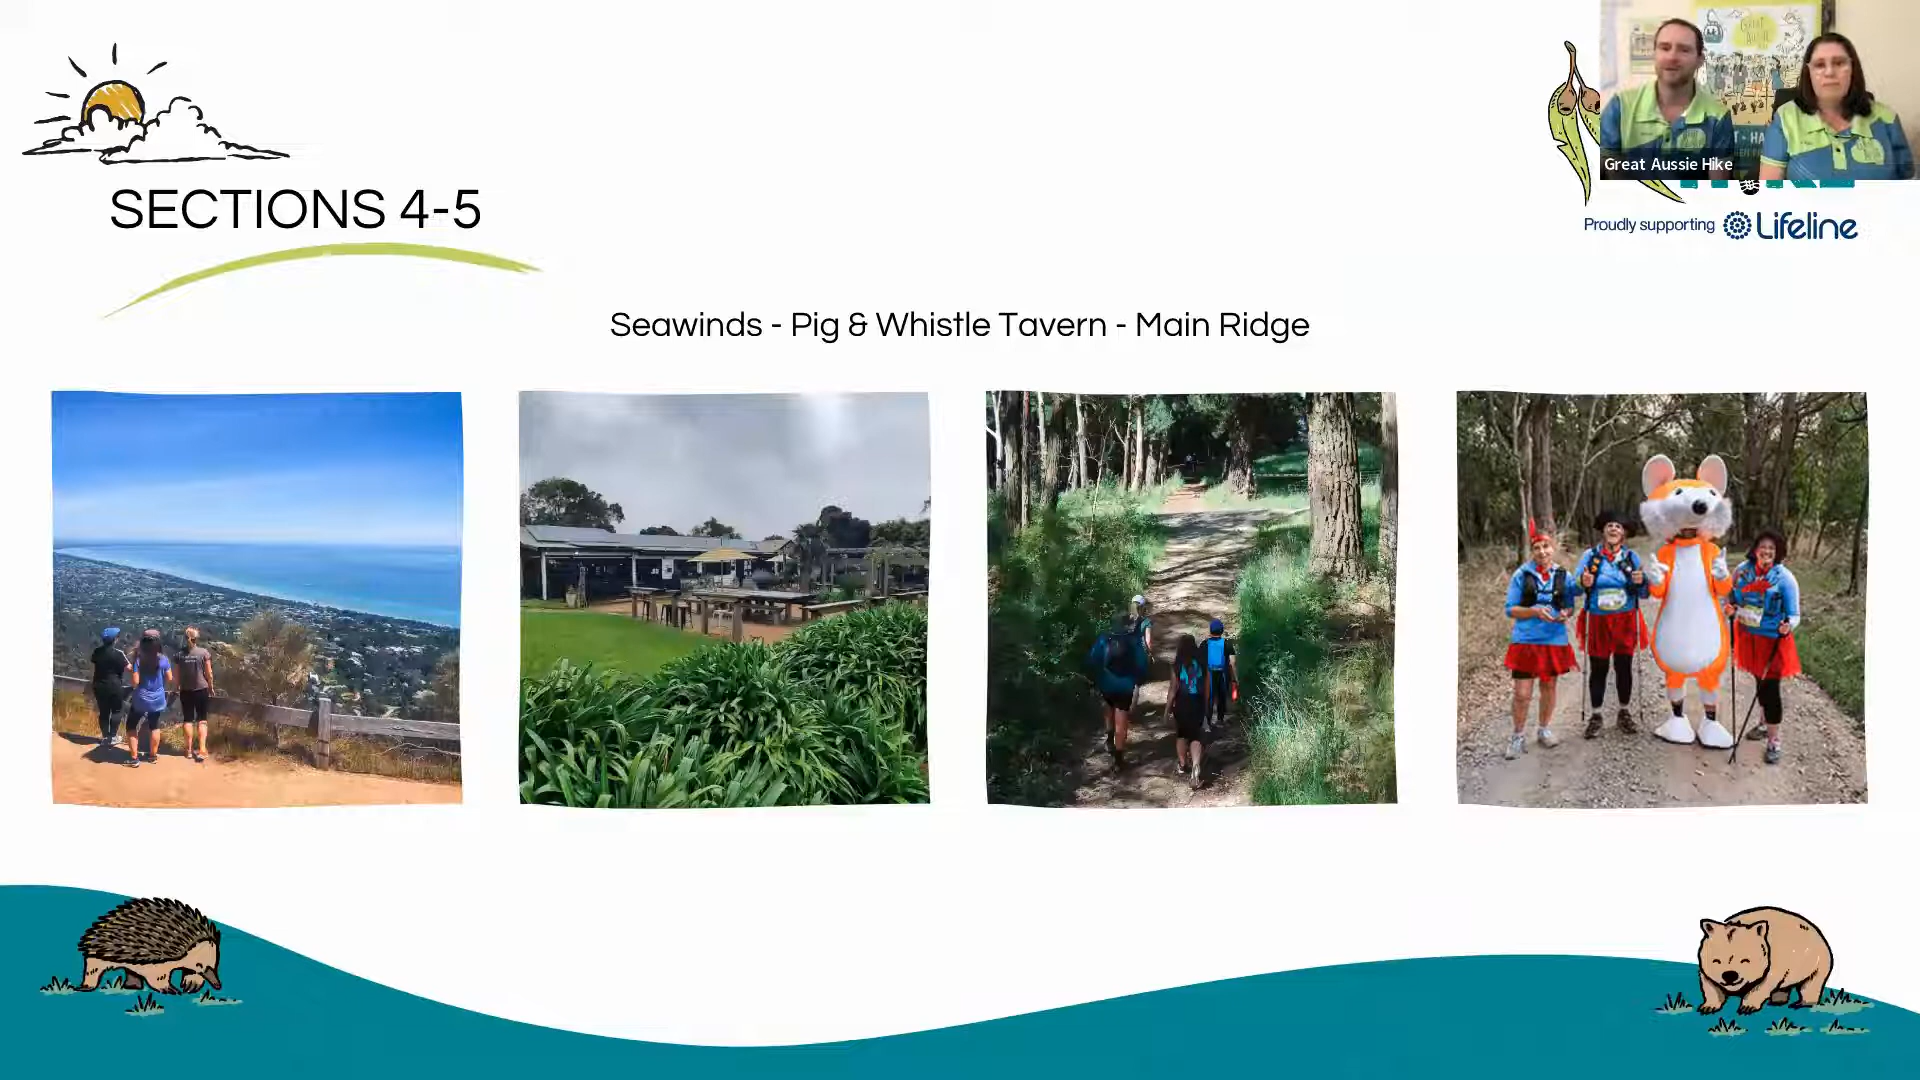 Great Aussie Hike
SECTIONS 4-5
Proudly supporting Lifeline
Seawinds - Pig & Whistle Tavern - Main Ridge